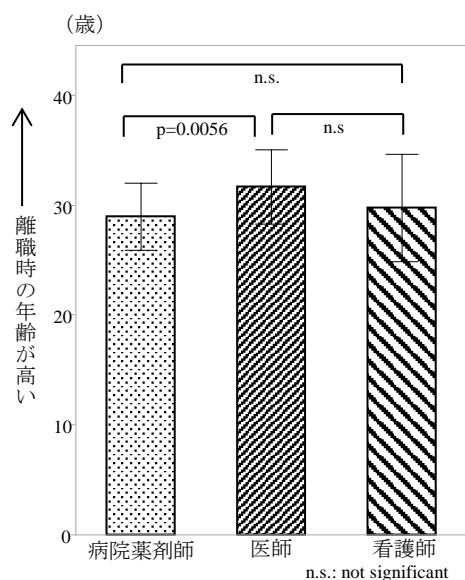 （歳）
n.s.
40
p=0.0056
n.s
30
20
10
0
離職時の年齢が高い
病院薬剤師
医師
看護師
n.s.: not significant